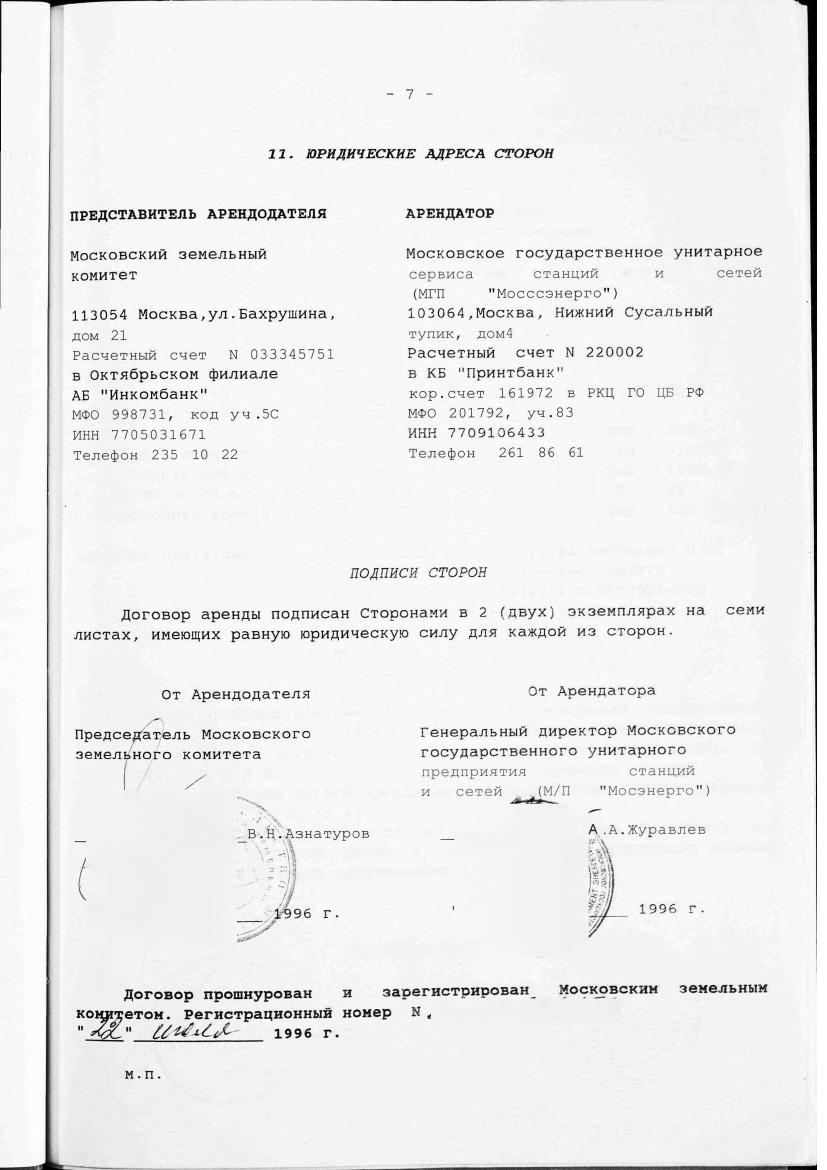 - 7 -
11. ЮРИДИЧЕСКИЕ АДРЕСА СТОРОН
ПРЕДСТАВИТЕЛЬ АРЕНДОДАТЕЛЯ
Московский земельный
комитет
113054 Москва,ул.Бахрушина,
дом 21
Расчетный счет N 033345751
в Октябрьском филиале
АБ "Инкомбанк"
МФО 998731, код уч.5С
ИНН 7705031671
Телефон 235 10 22
АРЕНДАТОР
Московское государственное унитарное
сервиса станций и сетей
(МГП "Мосссэнерго")
103064,Москва, Нижний Сусальный
тупик, дом4
Расчетный счет N 220002
в КБ "Принтбанк"
кор.счет 161972 в РКЦ ГО ЦБ РФ
МФО 201792, уч.83
ИНН 7709106433
Телефон 261 86 61
ПОДПИСИ СТОРОН
Договор аренды подписан Сторонами в 2 (двух) экземплярах на семи
листах, имеющих равную юридическую силу для каждой из сторон.
От Арендодателя
Председатель Московского
земельного комитета
_В.Н.Азнатуров
1996 г.
От Арендатора
Генеральный директор Московского
государственного унитарного
предприятия станций
и сетей (М/П "Мосэнерго")
А.А.Журавлев
1996 г.
Договор прошнурован и зарегистрирован Московским земельным
комитетом. Регистрационный номер N
"22" июля 1996 г.
М.П.